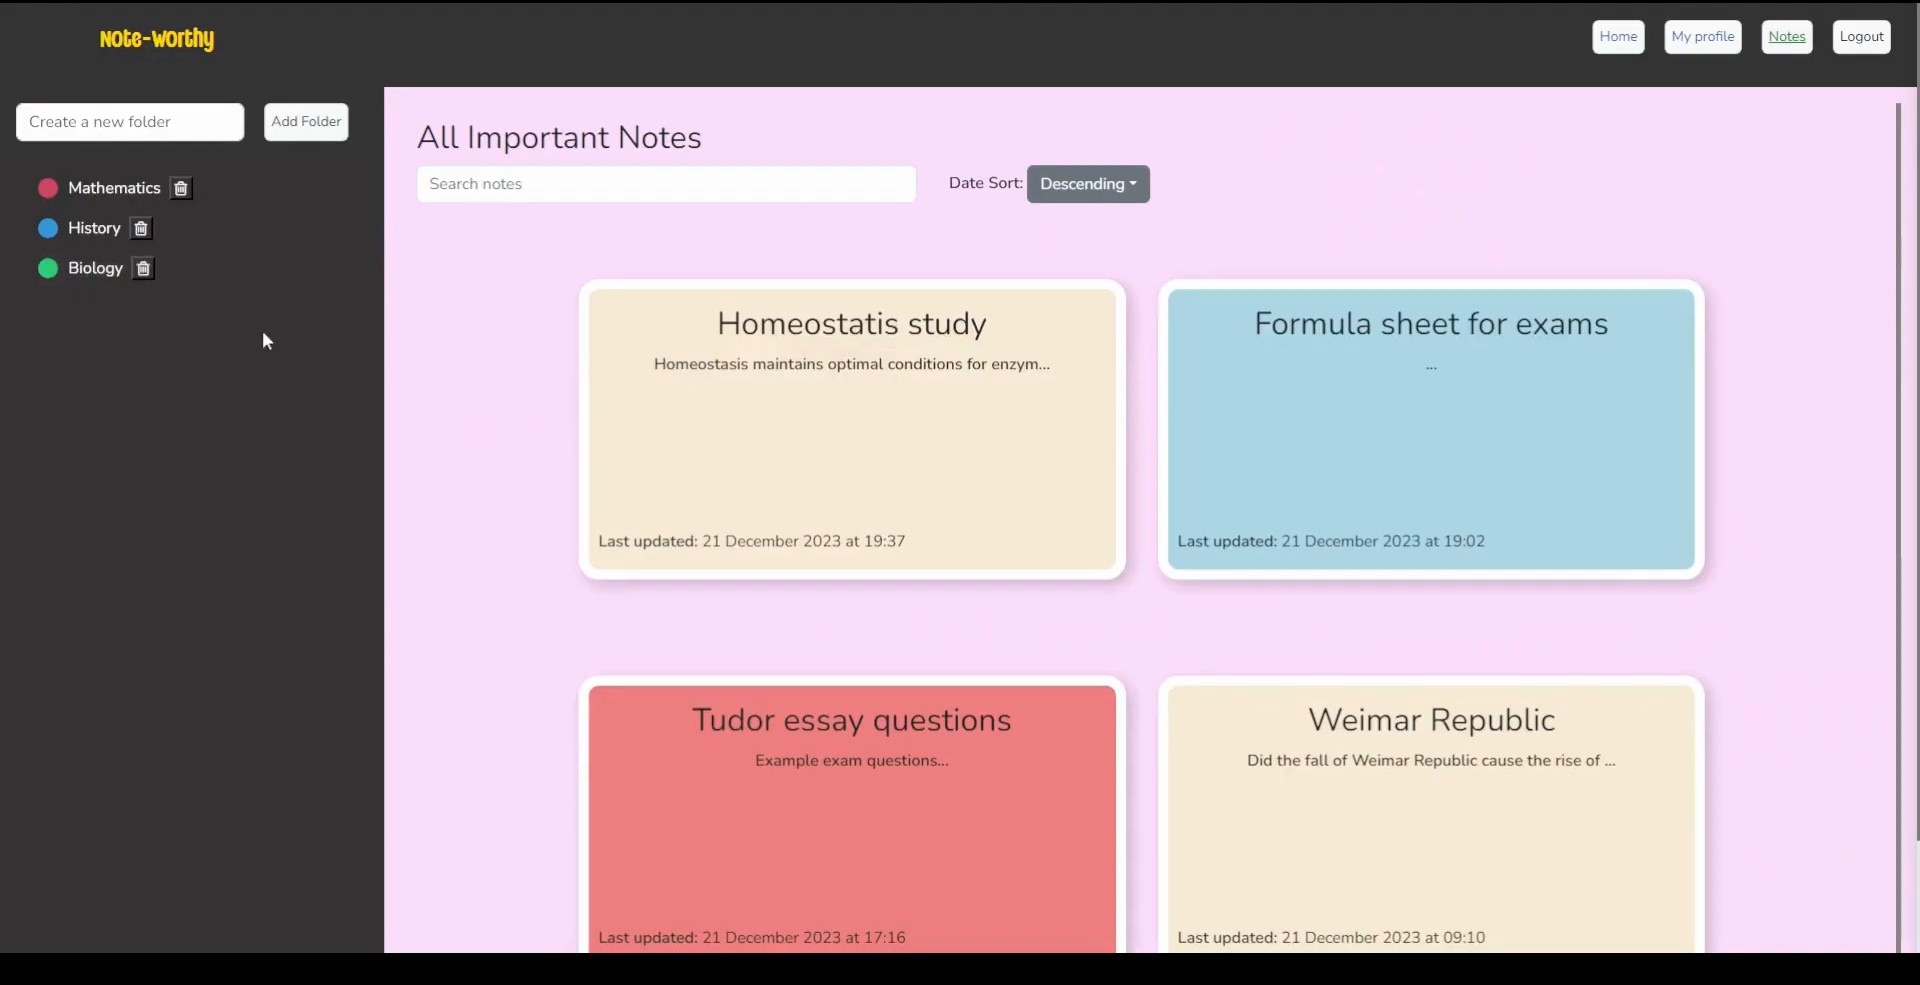 Note-Worthy
Home
My profile
Notes
Logout
Create a new folder
Add Folder
Mathematics
History
Biology
All Important Notes
Search notes
Date Sort: Descending
Homeostatis study
Homeostasis maintains optimal conditions for enzym...
Last updated: 21 December 2023 at 19:37
Formula sheet for exams
...
Last updated: 21 December 2023 at 19:02
Tudor essay questions
Example exam questions...
Last updated: 21 December 2023 at 17:16
Weimar Republic
Did the fall of Weimar Republic cause the rise of ...
Last updated: 21 December 2023 at 09:10